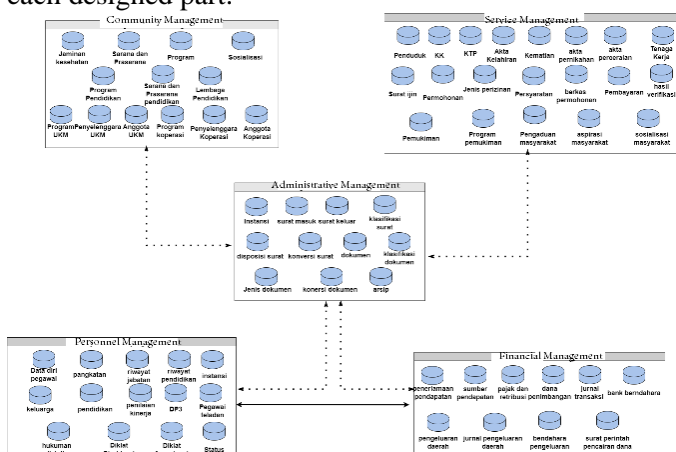 each designed part.
Community Management
Jaminan kesehatan
Sarana dan Prasarana
Program
Sosialisasi
Program Pendidikan
Sarana dan Prasarana pendidikan
Lembaga Pendidikan
Program UKM
Penyelenggara UKM
Anggota UKM
Program koperasi
Penyelenggara Koperasi
Anggota Koperasi
Service Management
Penduduk
KK
KTP
Akta Kelahiran
Kematian
akta pernikahan
akta perceraian
Tenaga Kerja
Surat ijin
Permohonan
Jenis perizinan
Persyaratan
berkas permohonan
Pembayaran
hasil verifikasi
Pemukiman
Program pemukiman
Pengaduan masyarakat
aspirasi masyarakat
sosialisasi masyarakat
Administrative Management
Instansi
surat masuk
surat keluar
klasifikasi surat
disposisi surat
konversi surat
dokumen
klasifikasi dokumen
Jenis dokumen
konersi dokumen
arsip
Personnel Management
Data diri pegawai
pangkatan
riwayat jabatan
riwayat pendidikan
instansi
keluarga
pendidikan
penilaian kinerja
DP3
Pegawai teladan
hukuman
Diklat
Diklat
Status
Financial Management
penerimaan pendapatan
sumber pendapatan
pajak dan retribusi
dana penimbangan
jurnal transaksi
bank berndahara
pengeluaran daerah
jurnal pengeluaran daerah
bendahara pengeluaran
surat perintah pencairan dana